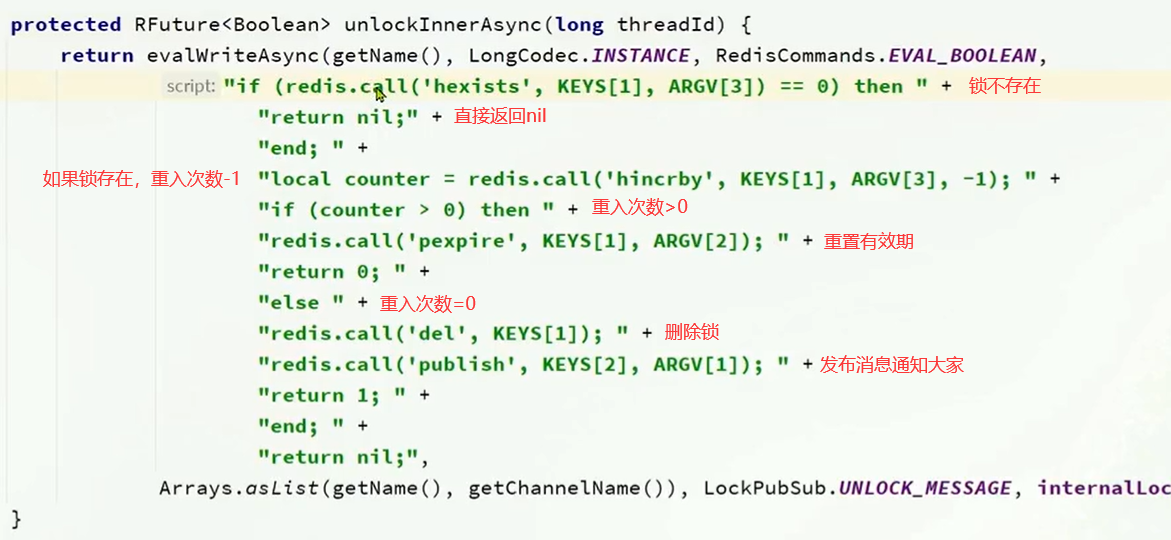 protected RFuture<Boolean> unlockInnerAsync(long threadId) {
return evalWriteAsync(getName(), LongCodec.INSTANCE, RedisCommands.EVAL_BOOLEAN,
script: "if (redis.call('hexists', KEYS[1], ARGV[3]) == 0) then " + 锁不存在
"return nil;" + 直接返回nil
"end; " +
如果锁存在，重入次数-1 "local counter = redis.call('hincrby', KEYS[1], ARGV[3], -1); " +
"if (counter > 0) then " + 重入次数>0
"redis.call('pexpire', KEYS[1], ARGV[2]); " + 重置有效期
"return 0; " +
"else " + 重入次数=0
"redis.call('del', KEYS[1]); " + 删除锁
"redis.call('publish', KEYS[2], ARGV[1]); " + 发布消息通知大家
"return 1; " +
"end; " +
"return nil;",
Arrays.asList(getName(), getChannelName()), LockPubSub.UNLOCK_MESSAGE, internalLoc
}